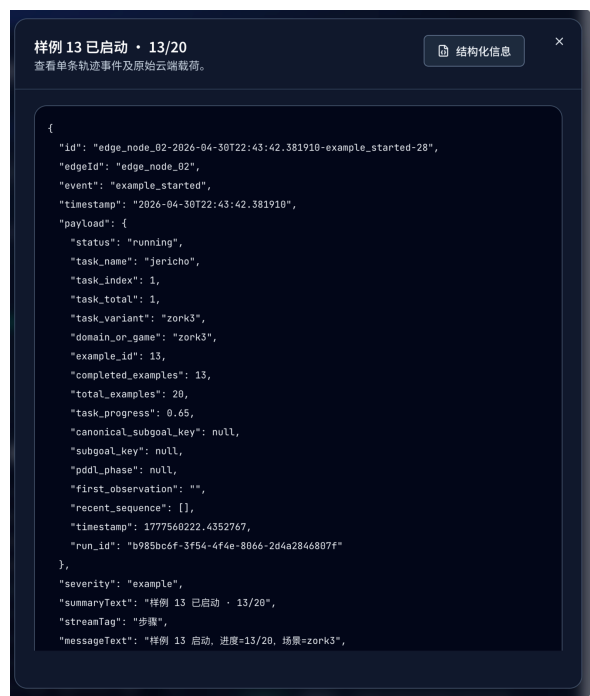 样例 13 已启动 · 13/20
查看单条轨迹事件及原始云端载荷。
结构化信息
{
"id": "edge_node_02-2026-04-30T22:43:42.381910-example_started-28",
"edgeId": "edge_node_02",
"event": "example_started",
"timestamp": "2026-04-30T22:43:42.381910",
"payload": {
"status": "running",
"task_name": "jericho",
"task_index": 1,
"task_total": 1,
"task_variant": "zork3",
"domain_or_game": "zork3",
"example_id": 13,
"completed_examples": 13,
"total_examples": 20,
"task_progress": 0.65,
"canonical_subgoal_key": null,
"subgoal_key": null,
"pddl_phase": null,
"first_observation": "",
"recent_sequence": [],
"timestamp": 1777560222.4352767,
"run_id": "b985bc6f-3f54-4f4e-8066-2d4a2846807f"
},
"severity": "example",
"summaryText": "样例 13 已启动 · 13/20",
"streamTag": "步骤",
"messageText": "样例 13 启动，进度=13/20，场景=zork3",